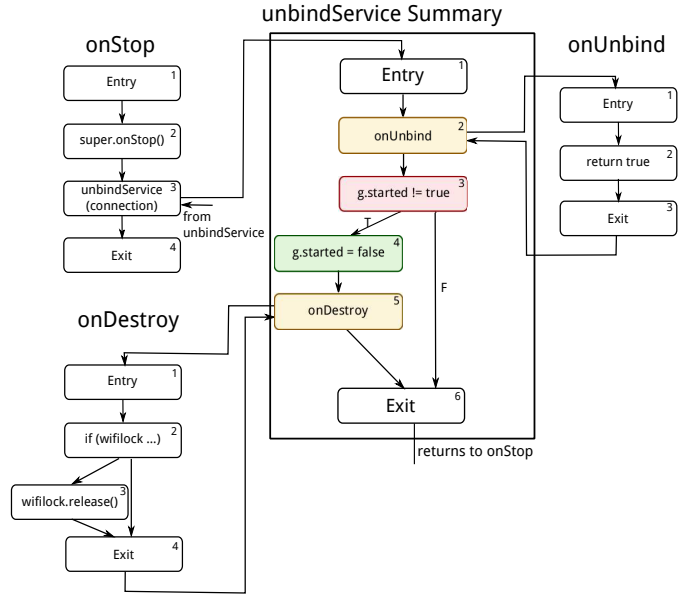 unbindService Summary
onStop
Entry 1
super.onStop() 2
unbindService 3
(connection)
from
unbindService
Exit 4
Entry 1
onUnbind 2
g.started != true 3
T
g.started = false 4
F
onDestroy 5
Exit 6
returns to onStop
onUnbind
Entry 1
return true 2
Exit 3
onDestroy
Entry 1
if (wifilock ...) 2
wifilock.release() 3
Exit 4